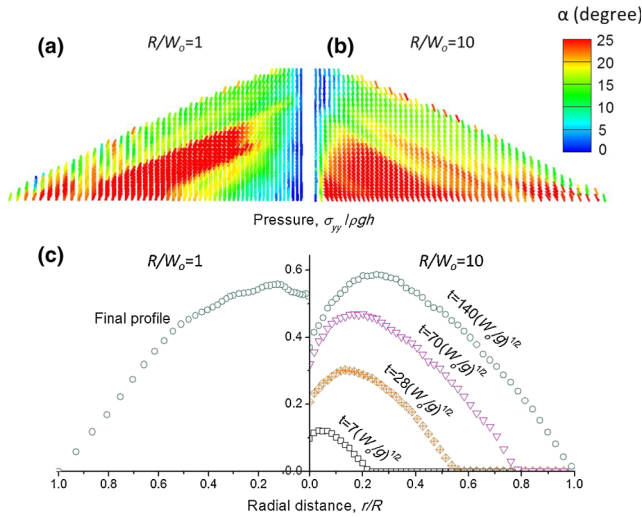 α (degree)
25
20
15
10
5
0
(a) R/Wo=1
(b) R/Wo=10
Pressure, σyy /ρgh
(c) R/Wo=1
R/Wo=10
0.6
0.4
0.2
0.0
Final profile
t=140(Wo/g)1/2
t=70(Wo/g)1/2
t=28(Wo/g)1/2
t=7(Wo/g)1/2
1.0 0.8 0.6 0.4 0.2 0.0 0.2 0.4 0.6 0.8 1.0
Radial distance, r/R